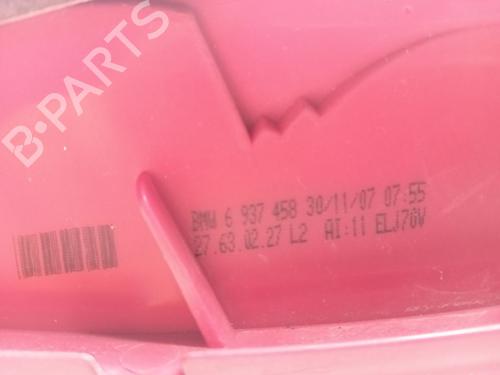 B-PARTS
BMW 6 937 458 30/11/07 07:55
27.63.02.27 L2 AI:11 ELJ70V